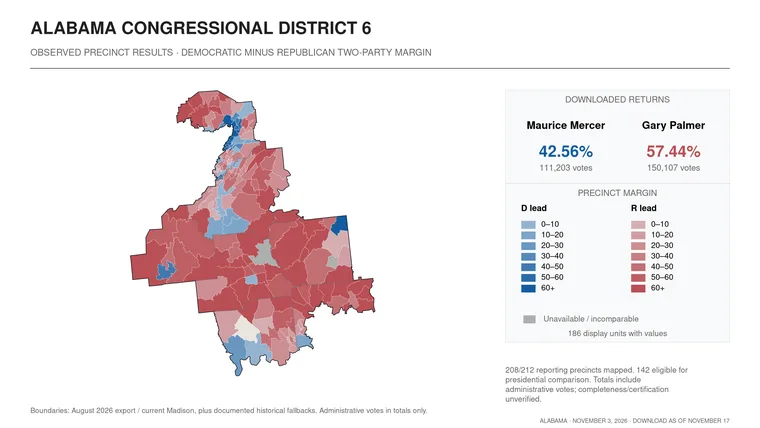 ALABAMA CONGRESSIONAL DISTRICT 6
OBSERVED PRECINCT RESULTS · DEMOCRATIC MINUS REPUBLICAN TWO-PARTY MARGIN
DOWNLOADED RETURNS
Maurice Mercer Gary Palmer
42.56% 57.44%
111,203 votes 150,107 votes
PRECINCT MARGIN
D lead R lead
0–10 0–10
10–20 10–20
20–30 20–30
30–40 30–40
40–50 40–50
50–60 50–60
60+ 60+
Unavailable / incomparable
186 display units with values
208/212 reporting precincts mapped. 142 eligible for
presidential comparison. Totals include
administrative votes; completeness/certification
unverified.
Boundaries: August 2026 export / current Madison, plus documented historical fallbacks. Administrative votes in totals only.
ALABAMA · NOVEMBER 3, 2026 · DOWNLOAD AS OF NOVEMBER 17